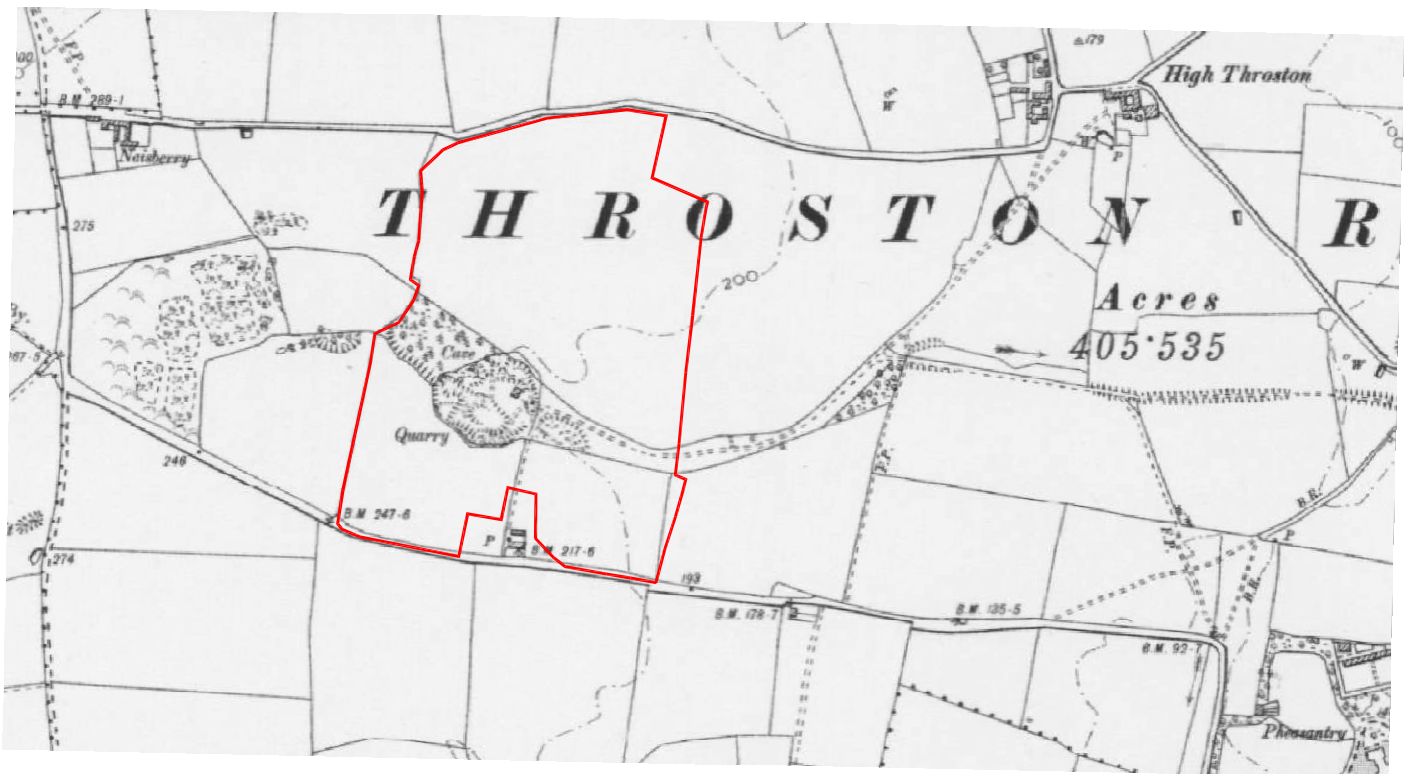 179
High Throston
F.P.
B.M. 289·1
W
Naisberry
P
THROSTON R
275
200
Acres
405·535
Cave
W
Quarry
246
F.P.
B.R.
B.M. 247·6
P
B.M. 217·6
P
274
193
B.R.
B.M. 178·7
B.M. 135·5
B.M. 92·7
Pheasantry